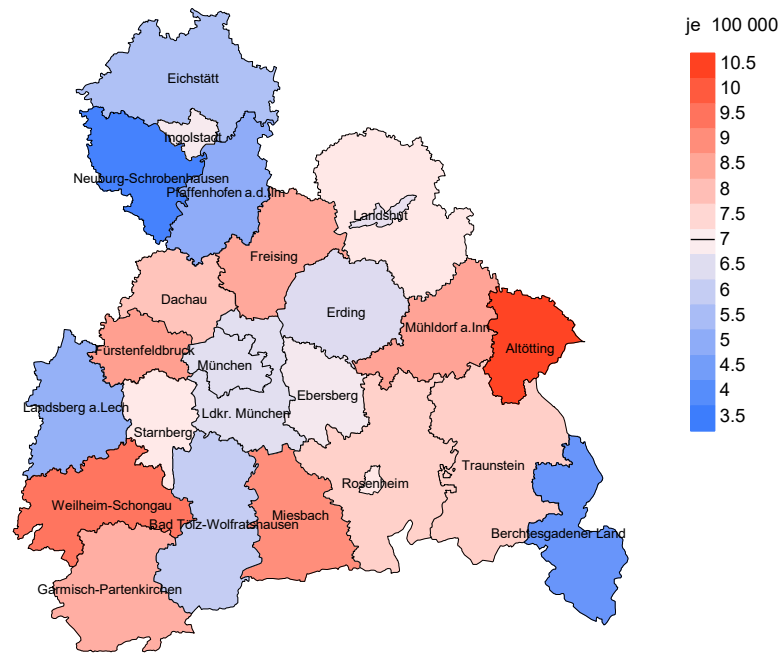 je 100 000
10.5
10
9.5
9
8.5
8
7.5
7
6.5
6
5.5
5
4.5
4
3.5
Eichstätt
Ingolstadt
Neuburg-Schrobenhausen
Pfaffenhofen a.d.Ilm
Landshut
Freising
Dachau
Erding
Mühldorf a.Inn
Altötting
Fürstenfeldbruck
München
Ebersberg
Landsberg a.Lech
Ldkr. München
Starnberg
Traunstein
Rosenheim
Weilheim-Schongau
Miesbach
Bad Tölz-Wolfratshausen
Berchtesgadener Land
Garmisch-Partenkirchen